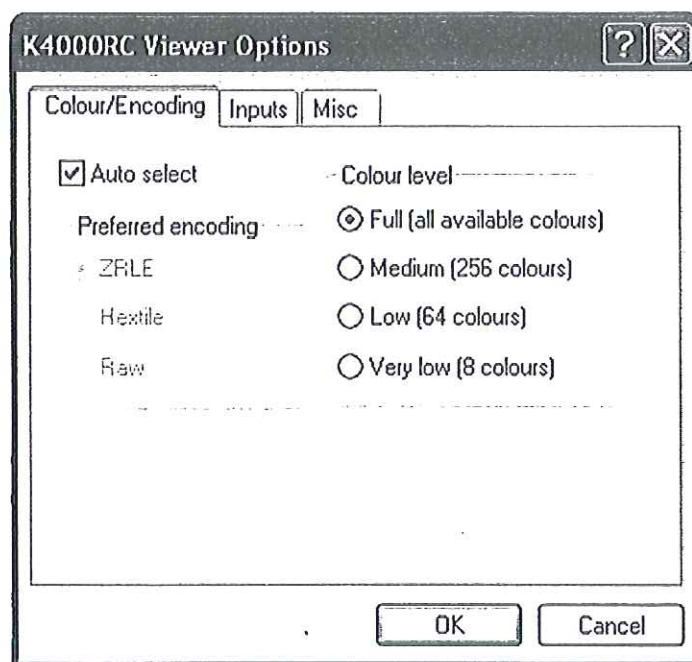 K4000RC Viewer Options
Colour/Encoding Inputs Misc
Auto select
Preferred encoding
ZRLE
Hextile
Raw
Colour level
Full (all available colours)
Medium (256 colours)
Low (64 colours)
Very low (8 colours)
OK Cancel